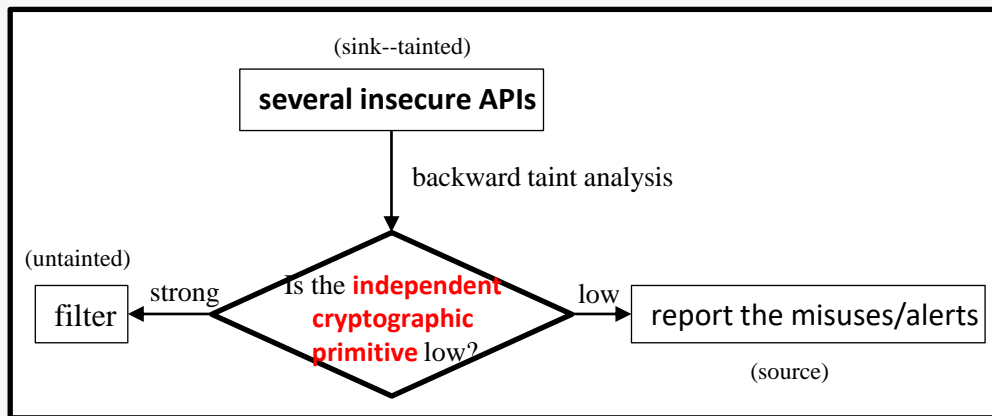 (sink--tainted)
several insecure APIs
backward taint analysis
(untainted)
filter
strong
Is the independent
cryptographic
primitive low?
low
report the misuses/alerts
(source)